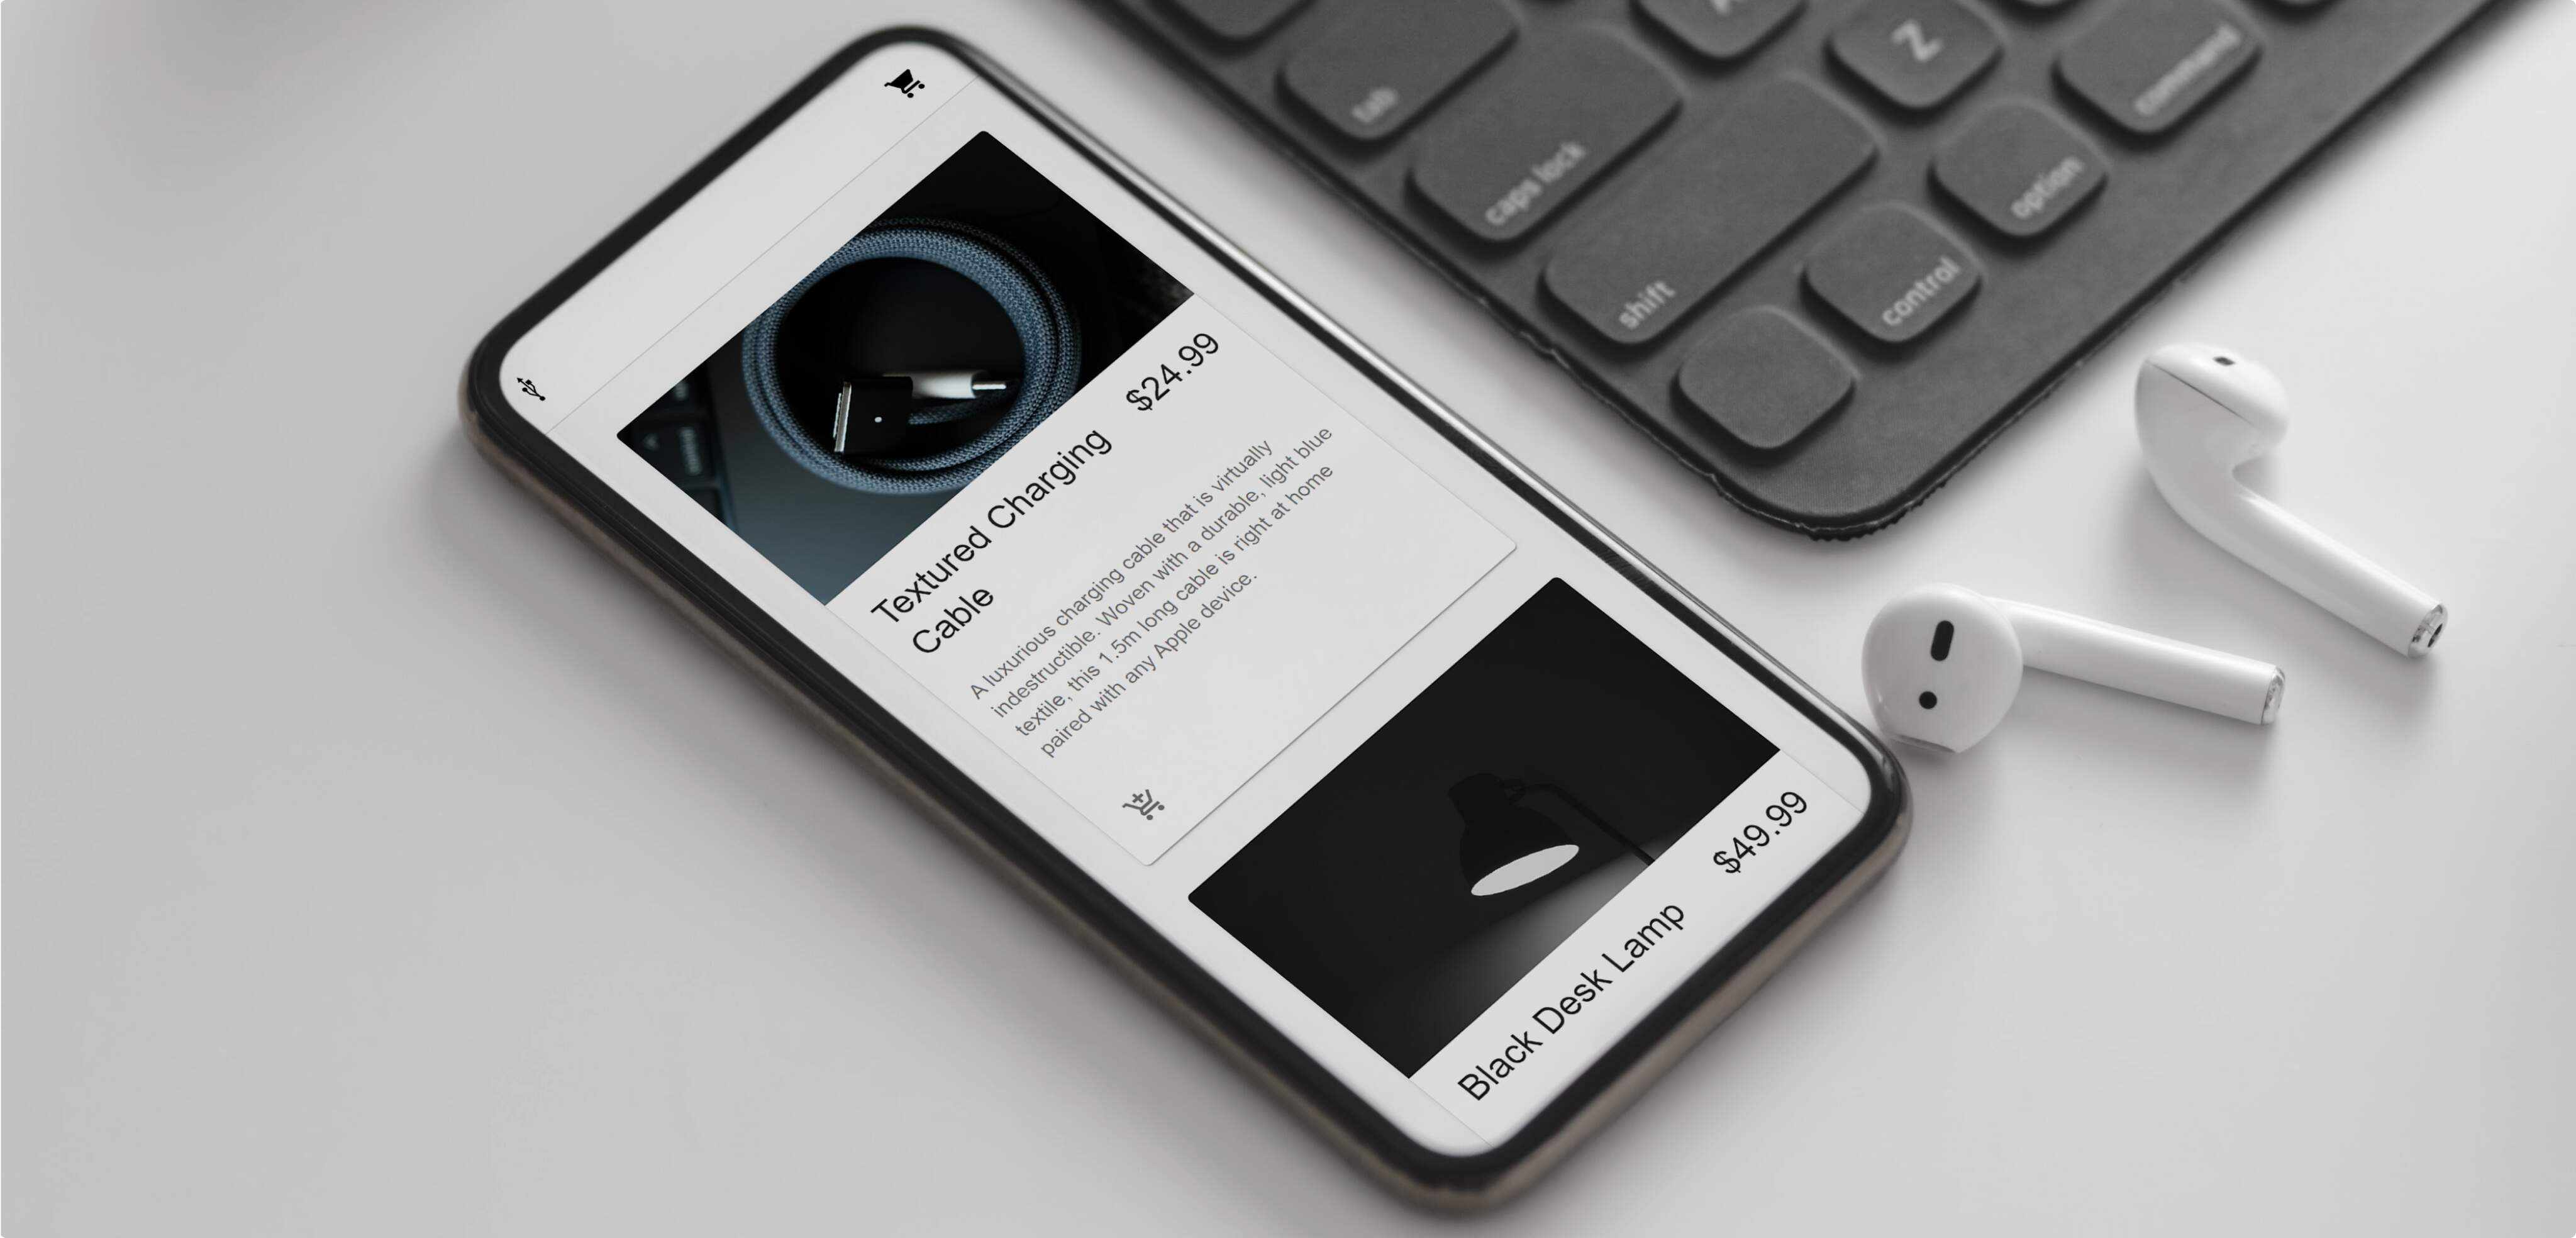 Textured Charging
Cable
$24.99
A luxurious charging cable that is virtually
indestructible. Woven with a durable, light blue
textile, this 1.5m long cable is right at home
paired with any Apple device.
Black Desk Lamp
$49.99
tab
caps lock
shift
Z
control
option
command